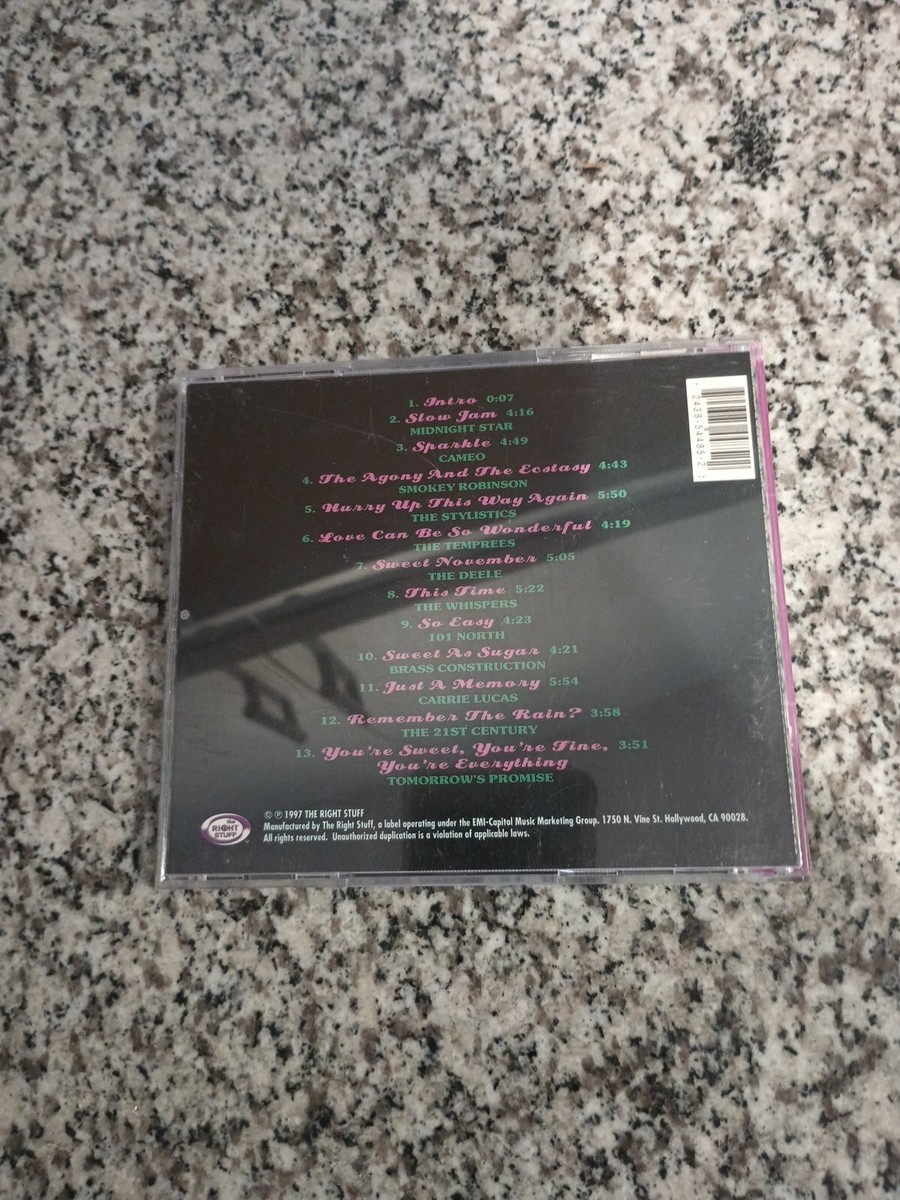 1. Intro 0:07
2. Slow Jam 4:16
MIDNIGHT STAR
3. Sparkle 4:49
CAMEO
4. The Agony And The Ecstasy 4:43
SMOKEY ROBINSON
5. Hurry Up This Way Again 5:50
THE STYLISTICS
6. Love Can Be So Wonderful 4:19
THE TEMPREES
7. Sweet November 5:05
THE DEELE
8. This Time 5:22
THE WHISPERS
9. So Easy 4:23
101 NORTH
10. Sweet As Sugar 4:21
BRASS CONSTRUCTION
11. Just A Memory 5:54
CARRIE LUCAS
12. Remember The Rain? 3:58
THE 21ST CENTURY
13. You're Sweet, You're Fine, 3:51
You're Everything
TOMORROW'S PROMISE
7 2438-54485-2 2
the
RIGHT
STUFF
© ℗ 1997 THE RIGHT STUFF
Manufactured by The Right Stuff, a label operating under the EMI-Capitol Music Marketing Group. 1750 N. Vine St. Hollywood, CA 90028.
All rights reserved. Unauthorized duplication is a violation of applicable laws.